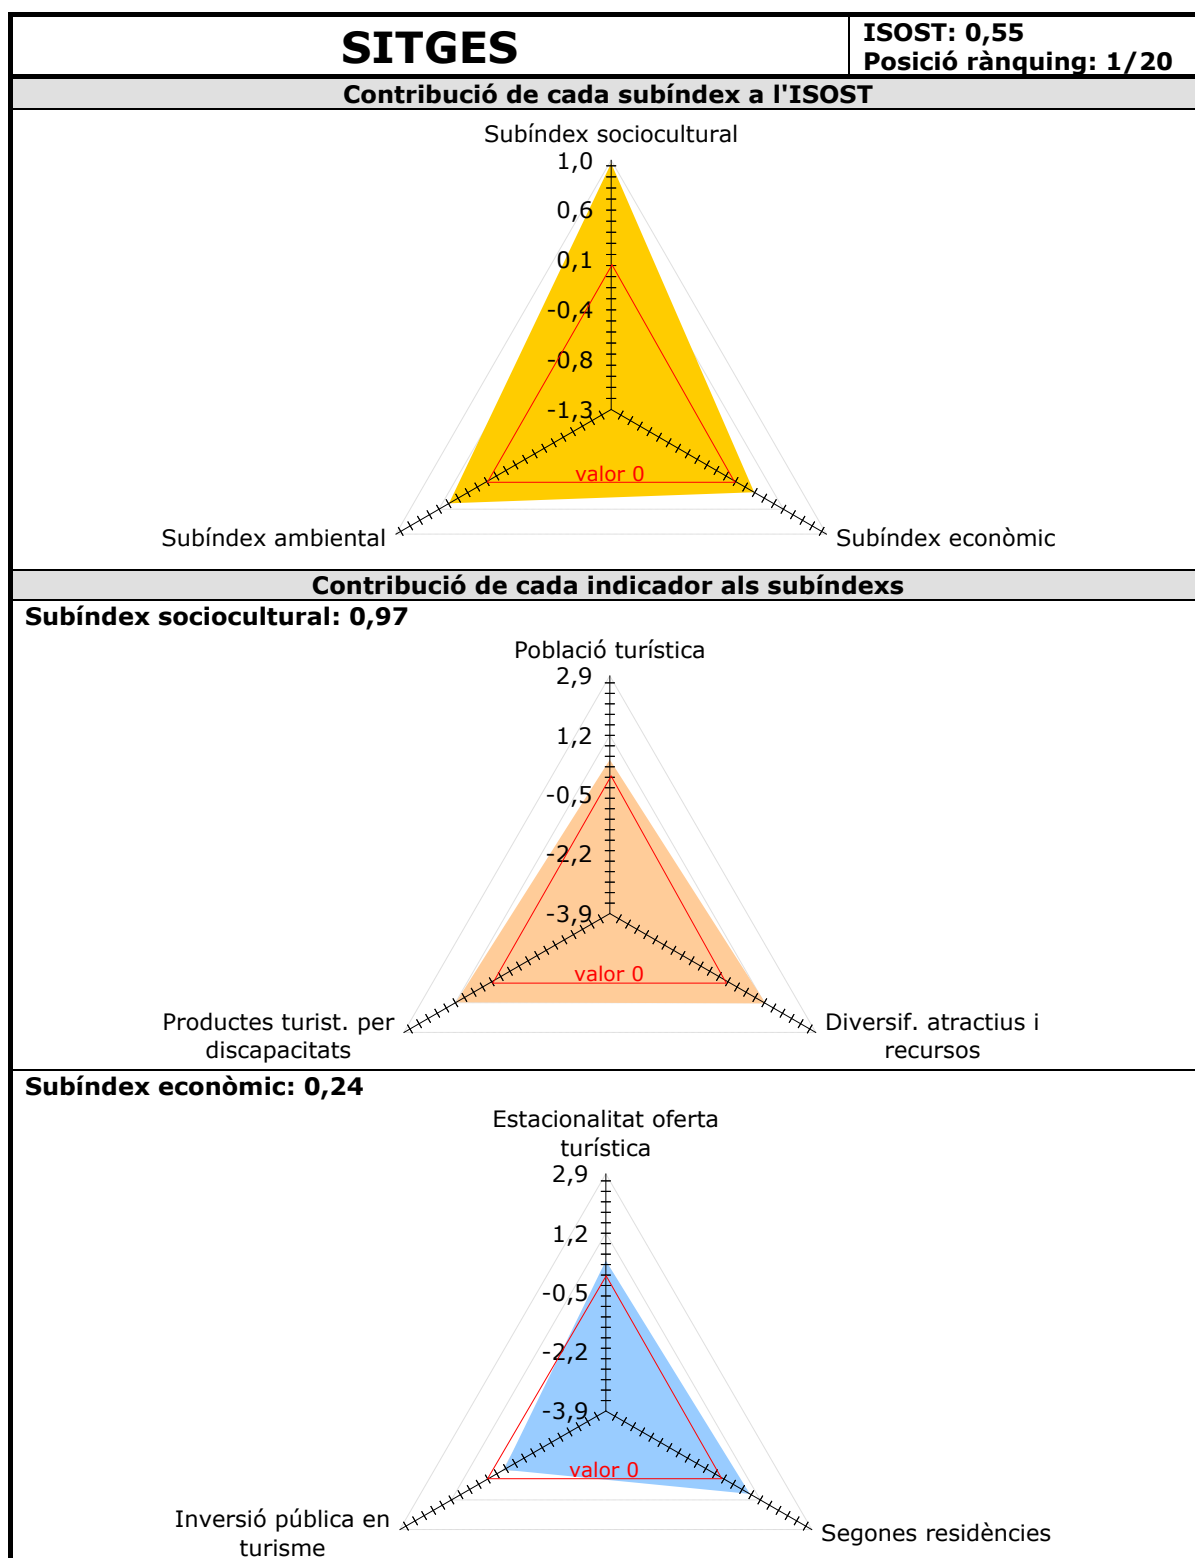 SITGES
ISOST: 0,55
Posició rànquing: 1/20
Contribució de cada subíndex a l'ISOST
Subíndex sociocultural
1,0
0,6
0,1
-0,4
-0,8
-1,3
valor 0
Subíndex ambiental
Subíndex econòmic
Contribució de cada indicador als subíndexs
Subíndex sociocultural: 0,97
Població turística
2,9
1,2
-0,5
-2,2
-3,9
valor 0
Productes turist. per
discapacitats
Diversif. atractius i
recursos
Subíndex econòmic: 0,24
Estacionalitat oferta
turística
2,9
1,2
-0,5
-2,2
-3,9
valor 0
Inversió pública en
turisme
Segones residències